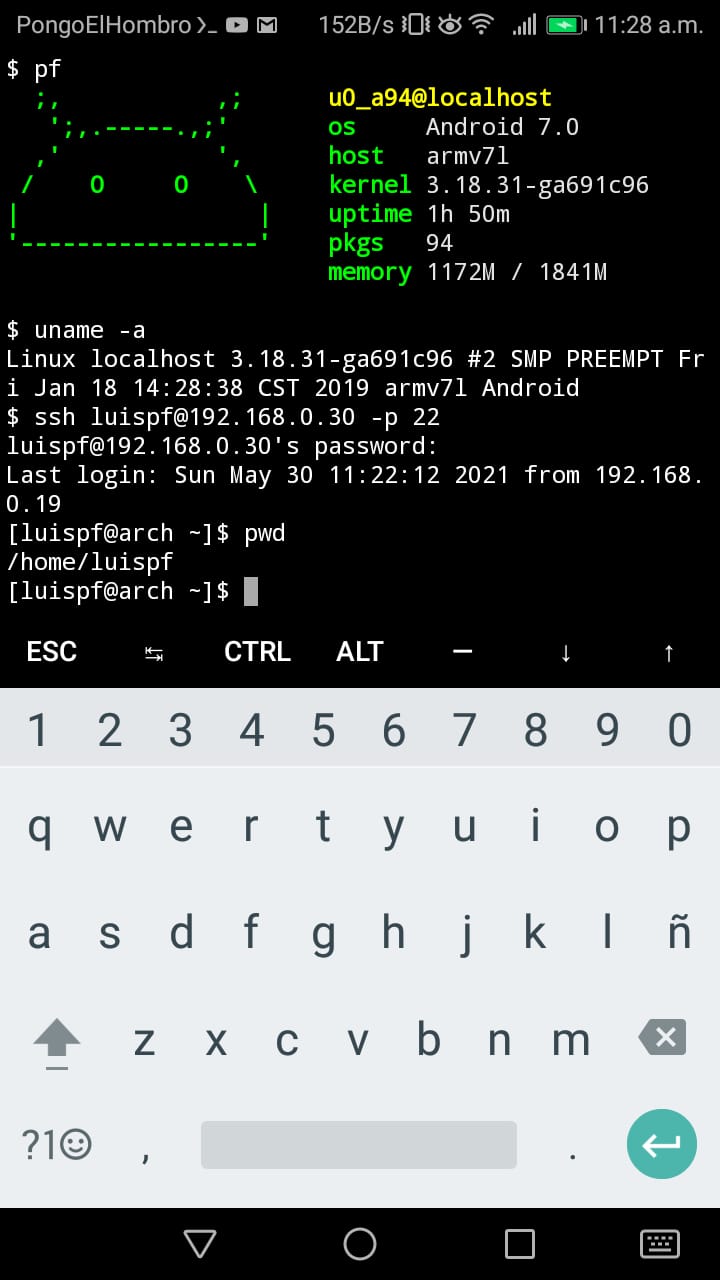 PongoElHombro 152B/s 11:28 a.m.
$ pf
u0_a94@localhost
os Android 7.0
host armv7l
kernel 3.18.31-ga691c96
uptime 1h 50m
pkgs 94
memory 1172M / 1841M
$ uname -a
Linux localhost 3.18.31-ga691c96 #2 SMP PREEMPT Fr
i Jan 18 14:28:38 CST 2019 armv7l Android
$ ssh luispf@192.168.0.30 -p 22
luispf@192.168.0.30's password:
Last login: Sun May 30 11:22:12 2021 from 192.168.
0.19
[luispf@arch ~]$ pwd
/home/luispf
[luispf@arch ~]$
ESC ↹ CTRL ALT — ↓ ↑
1 2 3 4 5 6 7 8 9 0
q w e r t y u i o p
a s d f g h j k l ñ
z x c v b n m
?1☺ , .